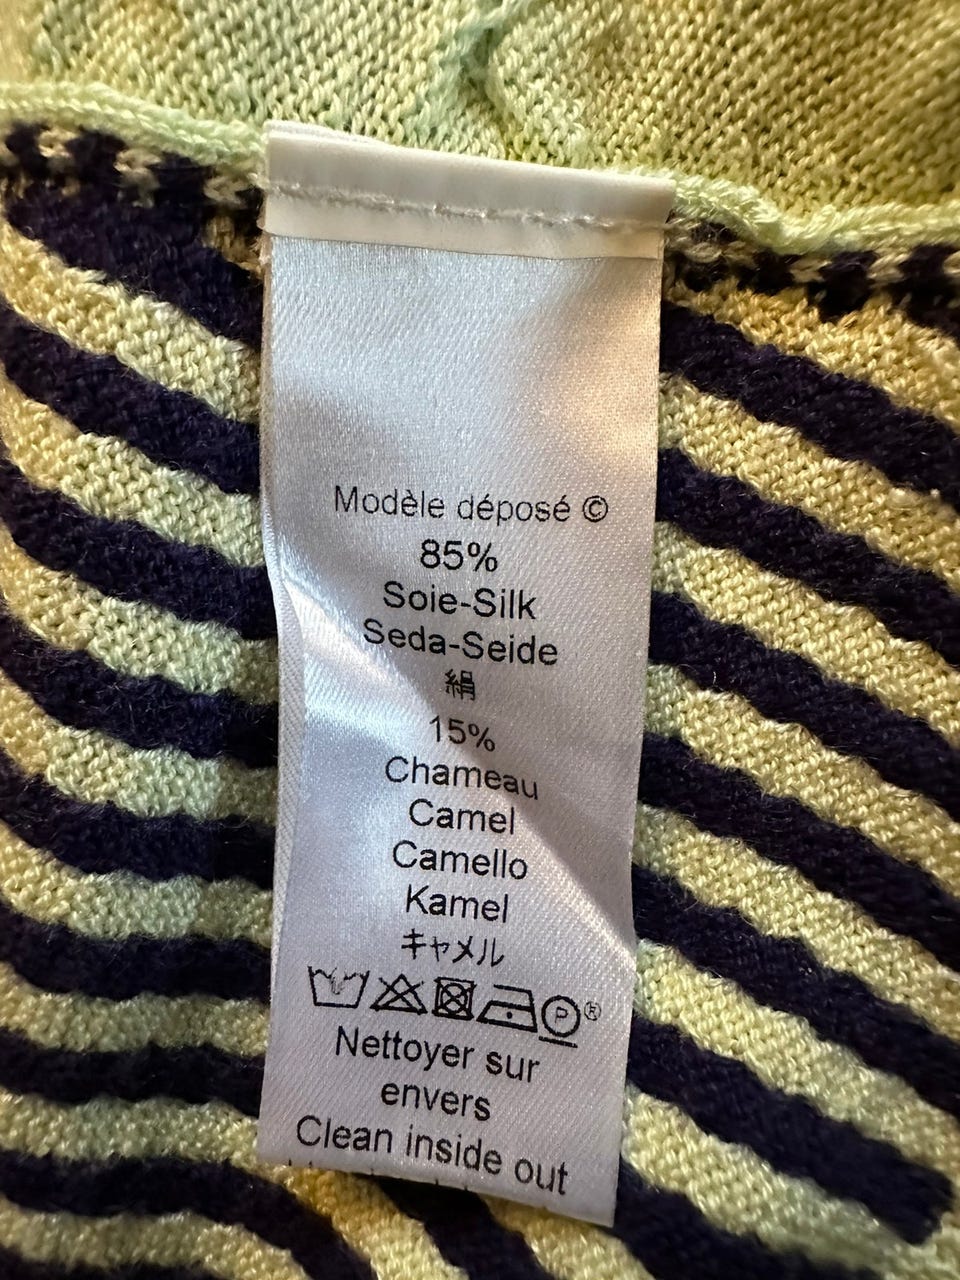 Modèle déposé ©
85%
Soie-Silk
Seda-Seide
絹
15%
Chameau
Camel
Camello
Kamel
キャメル
P ®
Nettoyer sur
envers
Clean inside out